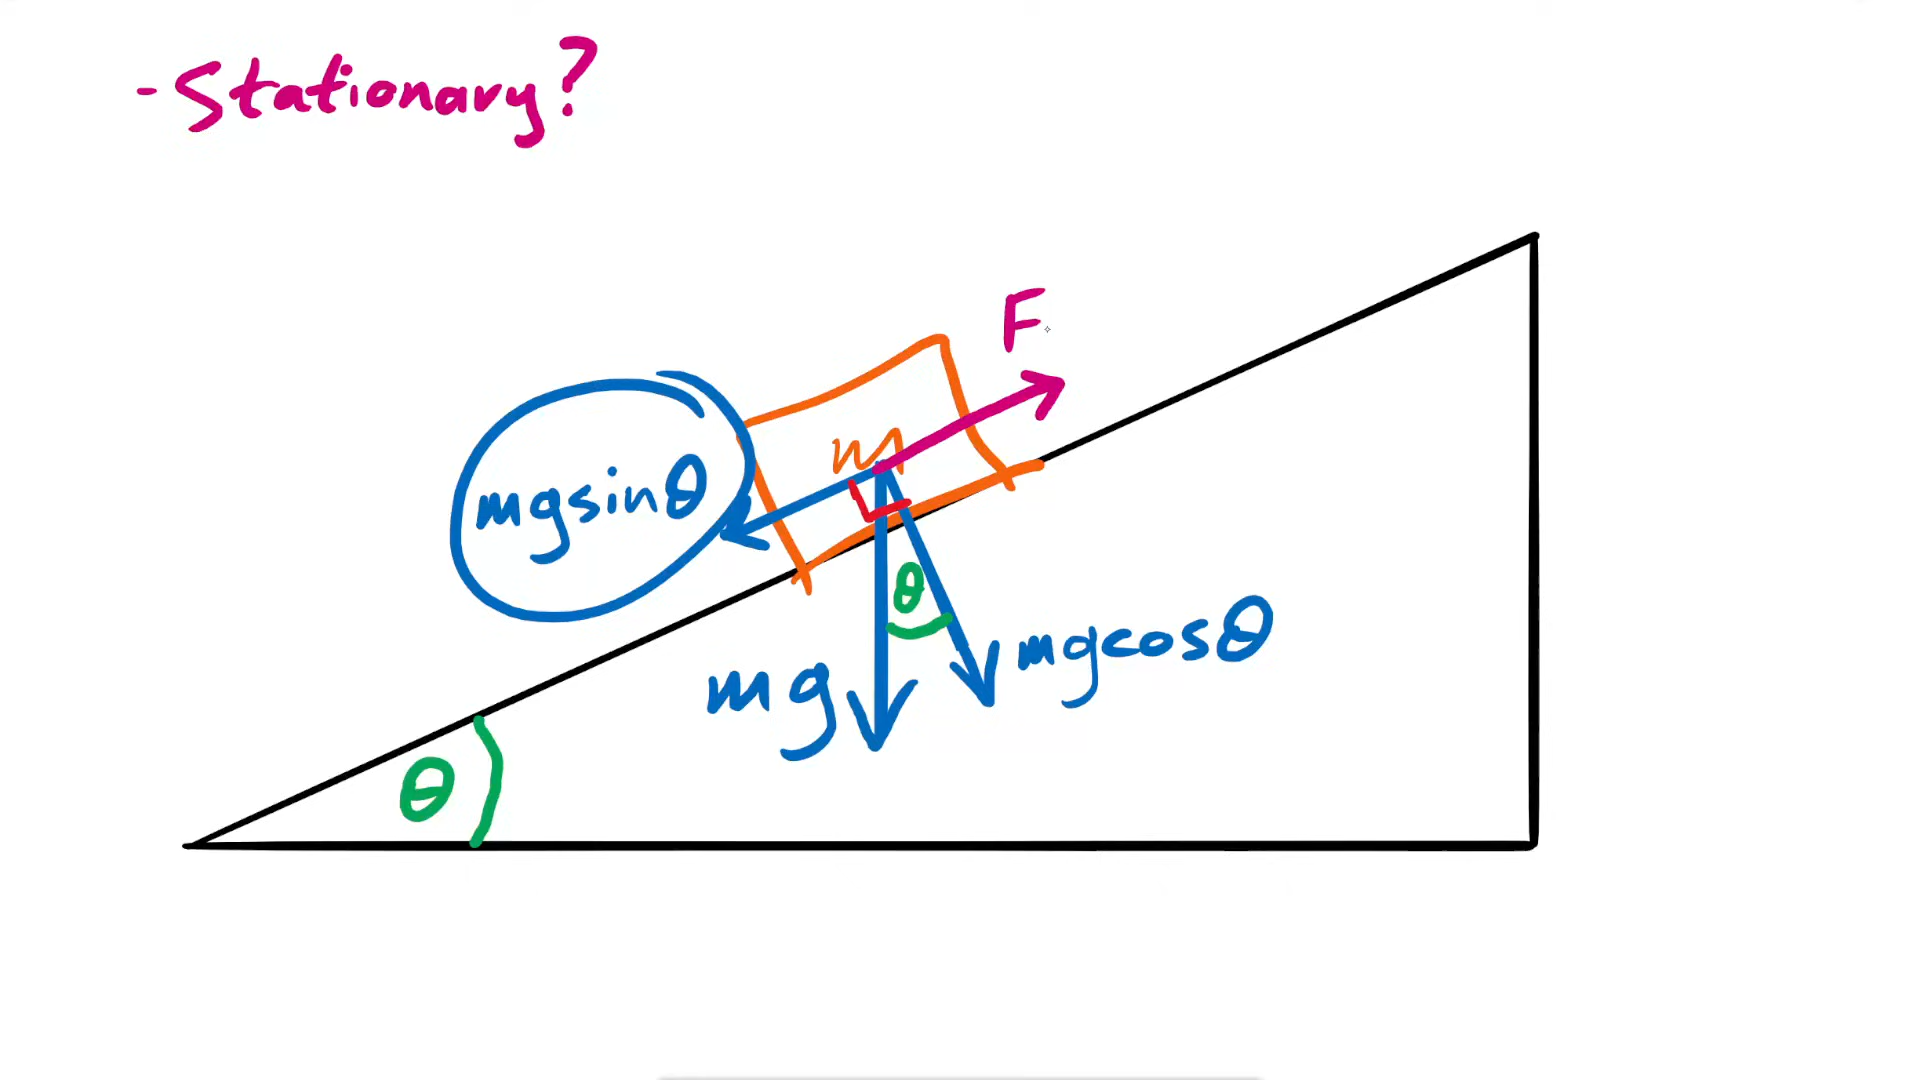 - Stationary?
F
m
mgsinθ
θ
mgcosθ
mg
θ